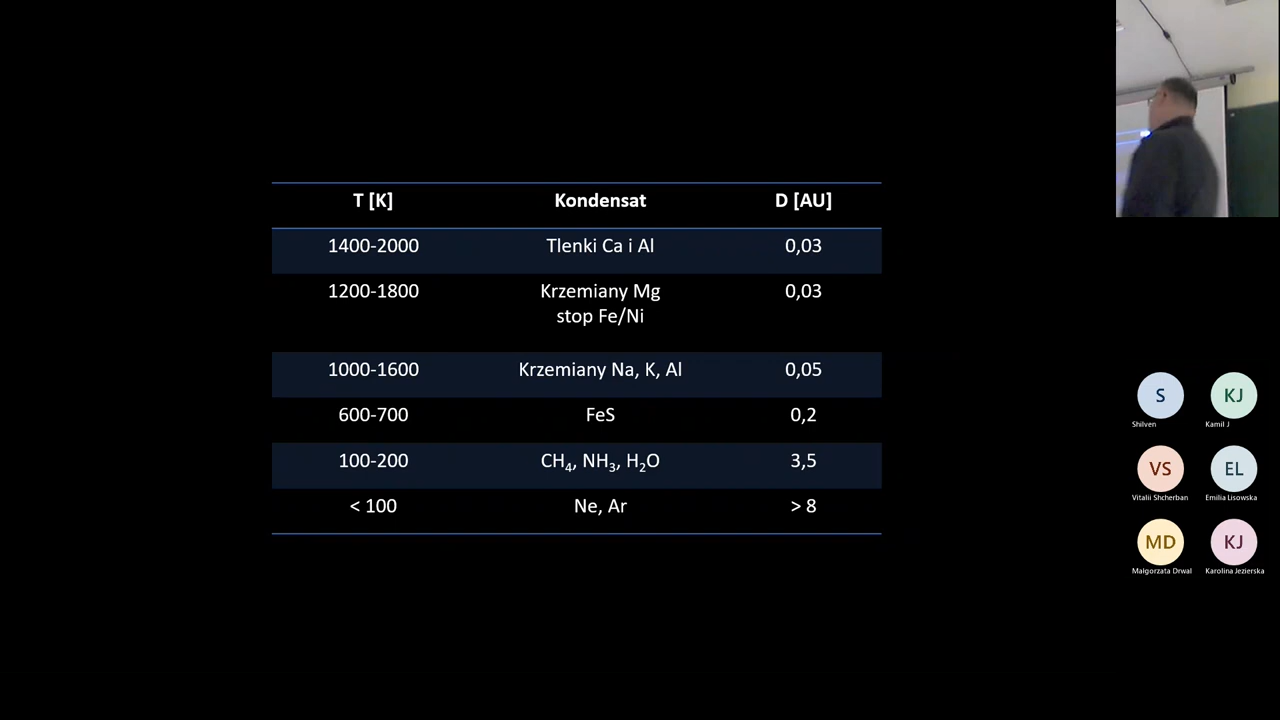 T [K] Kondensat D [AU]
1400-2000 Tlenki Ca i Al 0,03
1200-1800 Krzemiany Mg 0,03
stop Fe/Ni
1000-1600 Krzemiany Na, K, Al 0,05
600-700 FeS 0,2
100-200 CH₄, NH₃, H₂O 3,5
< 100 Ne, Ar > 8
S KJ
Shilven Kamil J
VS EL
Vitalii Shcherban Emilia Lisowska
MD KJ
Małgorzata Drwal Karolina Jezierska